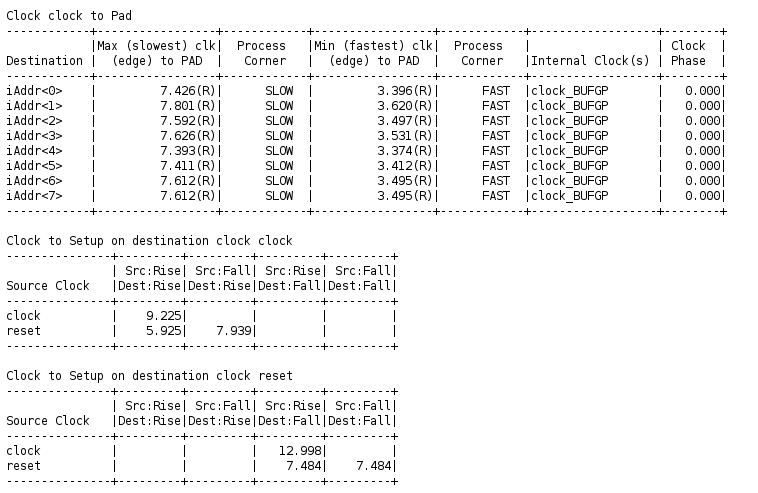 Clock clock to Pad
------------+------------------------+------------+------------------------+------------+------------------+--------+
            |Max (slowest) clk|  Process   |Min (fastest) clk|  Process   |                  | Clock  |
Destination |  (edge) to PAD  |   Corner   |  (edge) to PAD  |   Corner   |Internal Clock(s) | Phase  |
------------+-----------------+------------+-----------------+------------+------------------+--------+
iAddr<0>    |         7.426(R)|      SLOW  |         3.396(R)|      FAST  |clock_BUFGP       |   0.000|
iAddr<1>    |         7.801(R)|      SLOW  |         3.620(R)|      FAST  |clock_BUFGP       |   0.000|
iAddr<2>    |         7.592(R)|      SLOW  |         3.497(R)|      FAST  |clock_BUFGP       |   0.000|
iAddr<3>    |         7.626(R)|      SLOW  |         3.531(R)|      FAST  |clock_BUFGP       |   0.000|
iAddr<4>    |         7.393(R)|      SLOW  |         3.374(R)|      FAST  |clock_BUFGP       |   0.000|
iAddr<5>    |         7.411(R)|      SLOW  |         3.412(R)|      FAST  |clock_BUFGP       |   0.000|
iAddr<6>    |         7.612(R)|      SLOW  |         3.495(R)|      FAST  |clock_BUFGP       |   0.000|
iAddr<7>    |         7.612(R)|      SLOW  |         3.495(R)|      FAST  |clock_BUFGP       |   0.000|
------------+-----------------+------------+-----------------+------------+------------------+--------+
Clock to Setup on destination clock clock
---------------+---------+---------+---------+---------+
               | Src:Rise| Src:Fall| Src:Rise| Src:Fall|
Source Clock   |Dest:Rise|Dest:Rise|Dest:Fall|Dest:Fall|
---------------+---------+---------+---------+---------+
clock          |    9.225|         |         |         |
reset          |    5.925|    7.939|         |         |
---------------+---------+---------+---------+---------+
Clock to Setup on destination clock reset
---------------+---------+---------+---------+---------+
               | Src:Rise| Src:Fall| Src:Rise| Src:Fall|
Source Clock   |Dest:Rise|Dest:Rise|Dest:Fall|Dest:Fall|
---------------+---------+---------+---------+---------+
clock          |         |         |   12.998|         |
reset          |         |         |    7.484|    7.484|
---------------+---------+---------+---------+---------+